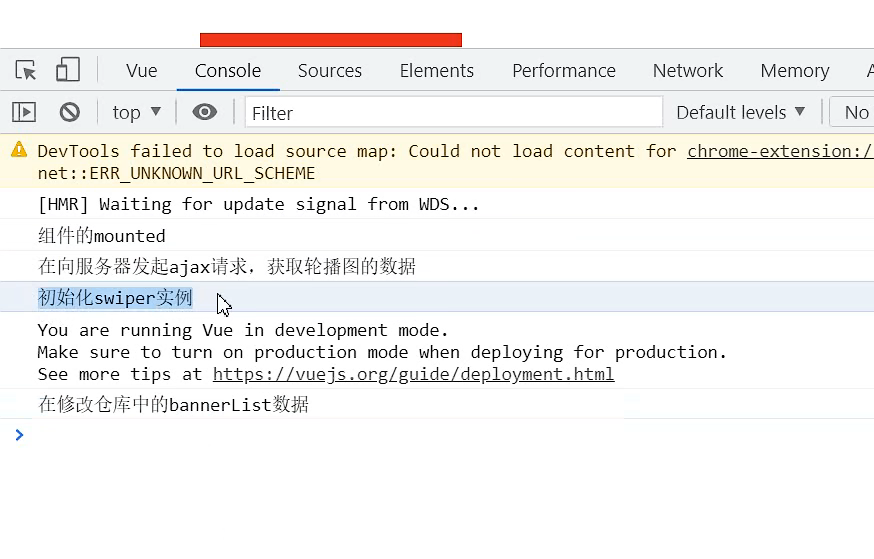 Vue Console Sources Elements Performance Network Memory
top Filter Default levels No
DevTools failed to load source map: Could not load content for chrome-extension:/
net::ERR_UNKNOWN_URL_SCHEME
[HMR] Waiting for update signal from WDS...
组件的mounted
在向服务器发起ajax请求，获取轮播图的数据
初始化swiper实例
You are running Vue in development mode.
Make sure to turn on production mode when deploying for production.
See more tips at https://vuejs.org/guide/deployment.html
在修改仓库中的bannerList数据